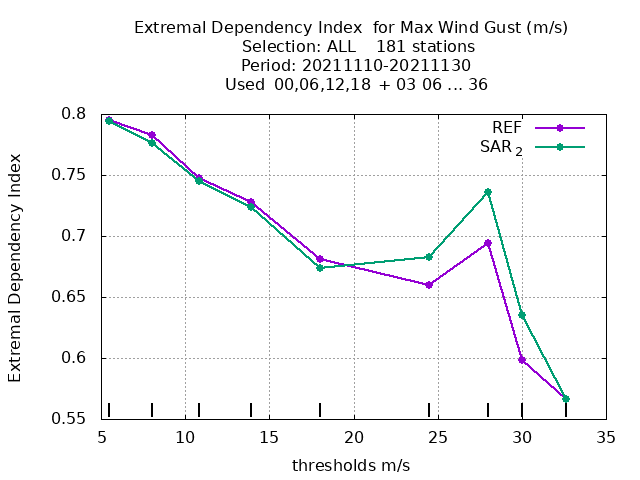 Extremal Dependency Index  for Max Wind Gust (m/s)
Selection: ALL    181 stations
Period: 20211110-20211130
Used  00,06,12,18  + 03 06 ... 36
REF
SAR 2
Extremal Dependency Index
0.8
0.75
0.7
0.65
0.6
0.55
5 10 15 20 25 30 35
thresholds m/s